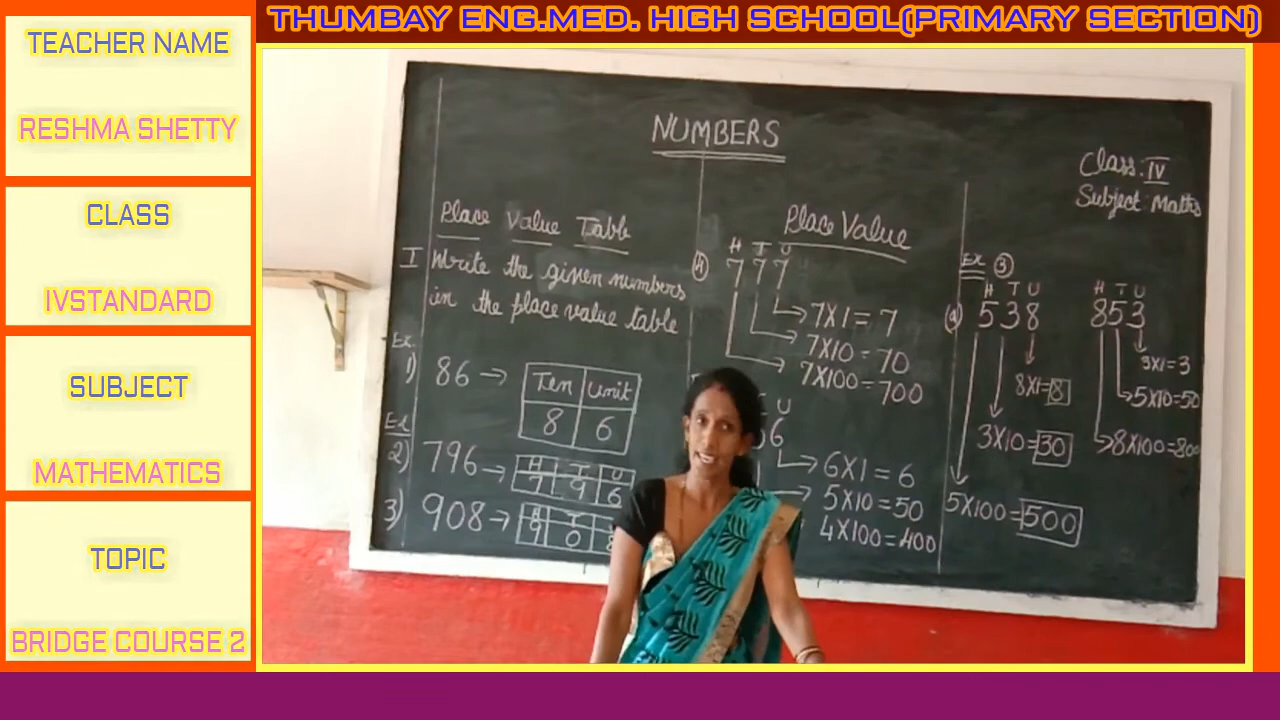 THUMBAY ENG.MED. HIGH SCHOOL(PRIMARY SECTION)
TEACHER NAME
RESHMA SHETTY
CLASS
IVSTANDARD
SUBJECT
MATHEMATICS
TOPIC
BRIDGE COURSE 2
NUMBERS
Class: IV
Subject Maths
Place Value Table
I Write the given numbers
in the place value table
Ex
1) 86 → Ten Unit
8 6
Ex
2) 796 → H T U
7 9 6
3) 908 → H T
9 0 8
Place Value
H T U
4 777
7X1 = 7
7X10 = 70
7X100 = 700
U
6
6X1 = 6
5X10 = 50
4X100 = 400
Ex 3
H T U
a) 538
8X1=8
3X10=30
5X100=500
H T U
853
3x1=3
5X10=50
8X100=800